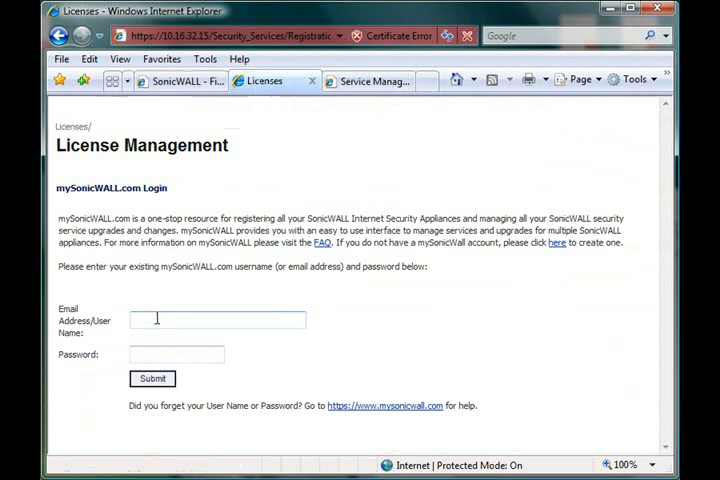 Licenses - Windows Internet Explorer
https://10.16.32.15/Security_Services/Registratic
Certificate Error
Google
File Edit View Favorites Tools Help
SonicWALL - Fi...
Licenses
Service Manag...
Page
Tools
Licenses/
License Management
mySonicWALL.com Login
mySonicWALL.com is a one-stop resource for registering all your SonicWALL Internet Security Appliances and managing all your SonicWALL security
service upgrades and changes. mySonicWALL provides you with an easy to use interface to manage services and upgrades for multiple SonicWALL
appliances. For more information on mySonicWALL please visit the FAQ. If you do not have a mySonicWall account, please click here to create one.
Please enter your existing mySonicWALL.com username (or email address) and password below:
Email
Address/User
Name:
Password:
Submit
Did you forget your User Name or Password? Go to https://www.mysonicwall.com for help.
Internet | Protected Mode: On
100%